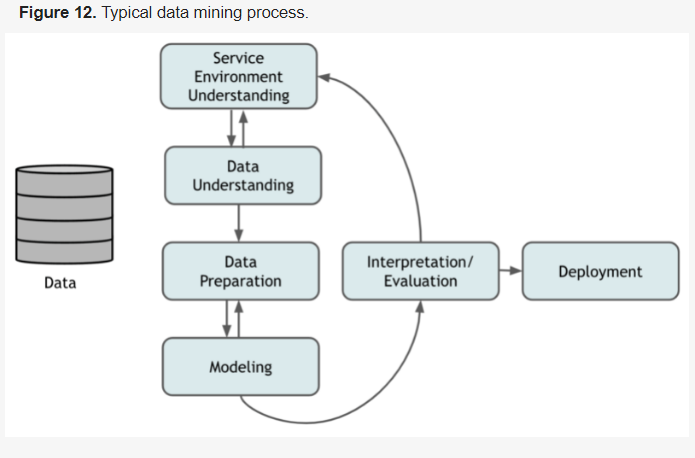 Figure 12. Typical data mining process.
Service
Environment
Understanding
Data
Understanding
Data
Preparation
Modeling
Interpretation/
Evaluation
Deployment
Data